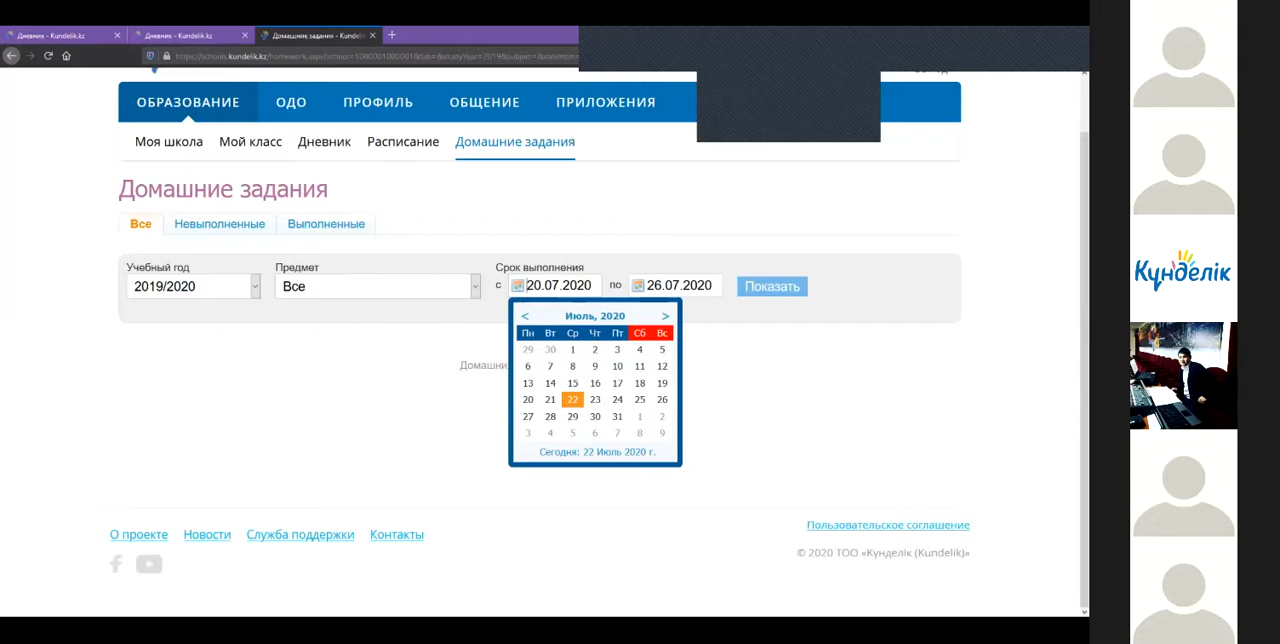 Дневник - Kundelik.kz
Дневник - Kundelik.kz
Домашние задания - Kundelik
ОБРАЗОВАНИЕ ОДО ПРОФИЛЬ ОБЩЕНИЕ ПРИЛОЖЕНИЯ
Моя школа Мой класс Дневник Расписание Домашние задания
Домашние задания
Все Невыполненные Выполненные
Учебный год Предмет Срок выполнения
2019/2020 Все с 20.07.2020 по 26.07.2020 Показать
< Июль, 2020 >
Пн Вт Ср Чт Пт Сб Вс
29 30 1 2 3 4 5
6 7 8 9 10 11 12
13 14 15 16 17 18 19
20 21 22 23 24 25 26
27 28 29 30 31 1 2
3 4 5 6 7 8 9
Сегодня: 22 Июль 2020 г.
О проекте Новости Служба поддержки Контакты
Пользовательское соглашение
© 2020 ТОО «Күнделік (Kundelik)»
Күнделік